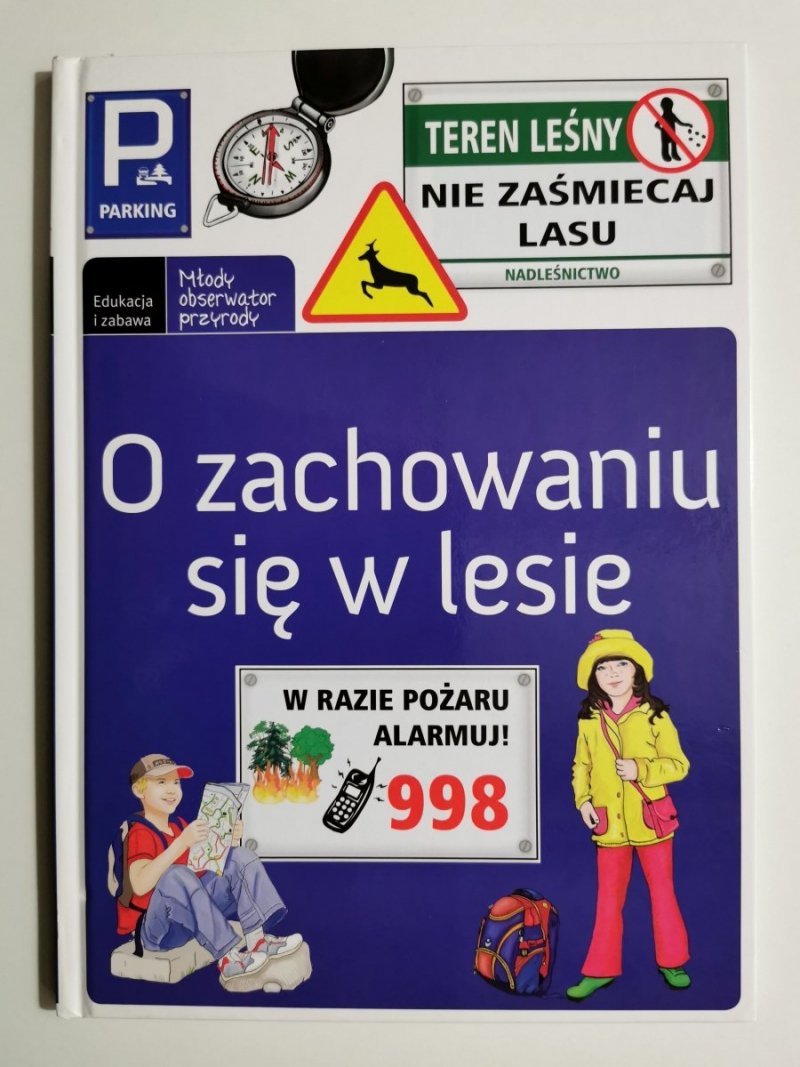 P
PARKING
TEREN LEŚNY
NIE ZAŚMIECAJ
LASU
NADLEŚNICTWO
Edukacja
i zabawa
Młody
obserwator
przyrody
O zachowaniu
się w lesie
W RAZIE POŻARU
ALARMUJ!
998